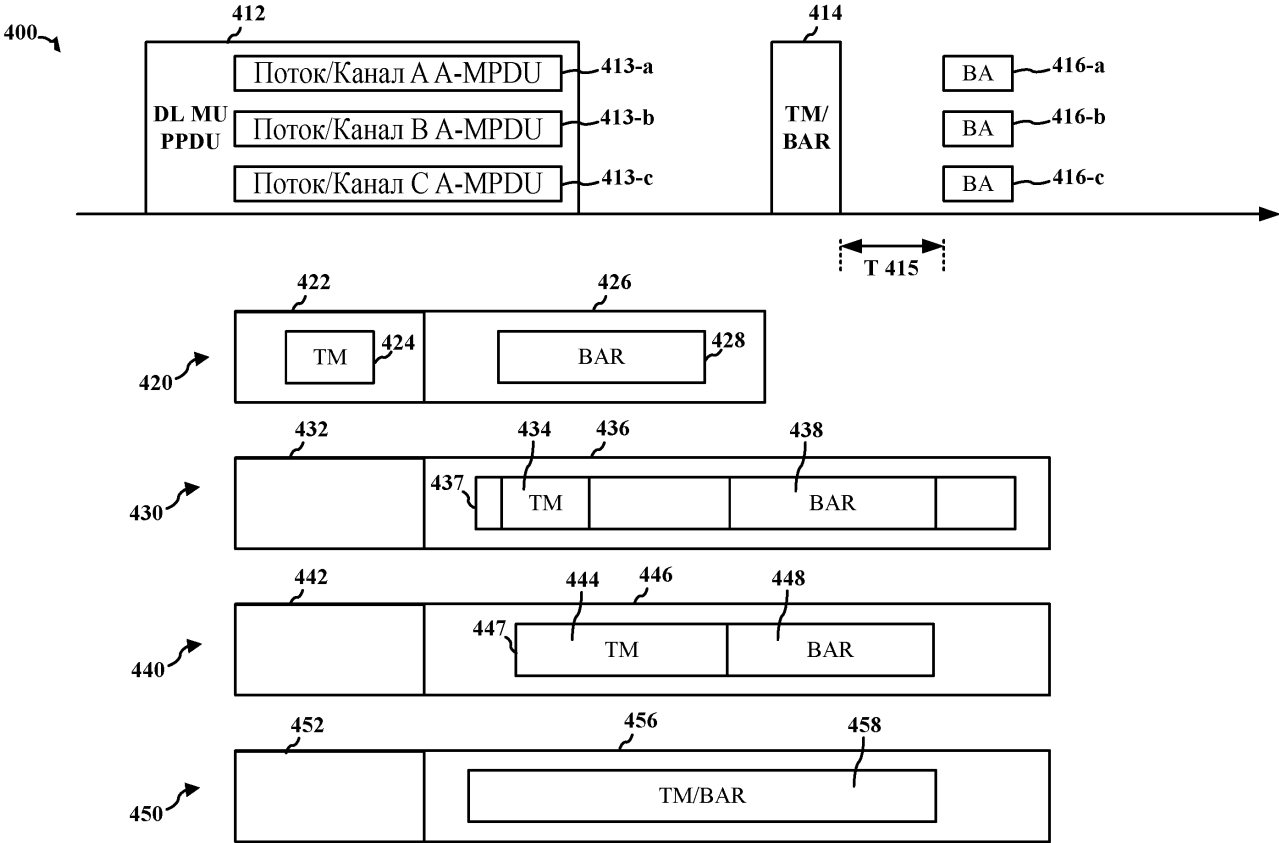 400
412
414
DL MU
PPDU
Поток/Канал A A-MPDU
413-a
Поток/Канал B A-MPDU
413-b
Поток/Канал C A-MPDU
413-c
TM/
BAR
BA
416-a
BA
416-b
BA
416-c
T 415
420
422
426
TM
424
BAR
428
430
432
434
436
438
437
TM
BAR
440
442
444
446
448
447
TM
BAR
450
452
456
458
TM/BAR